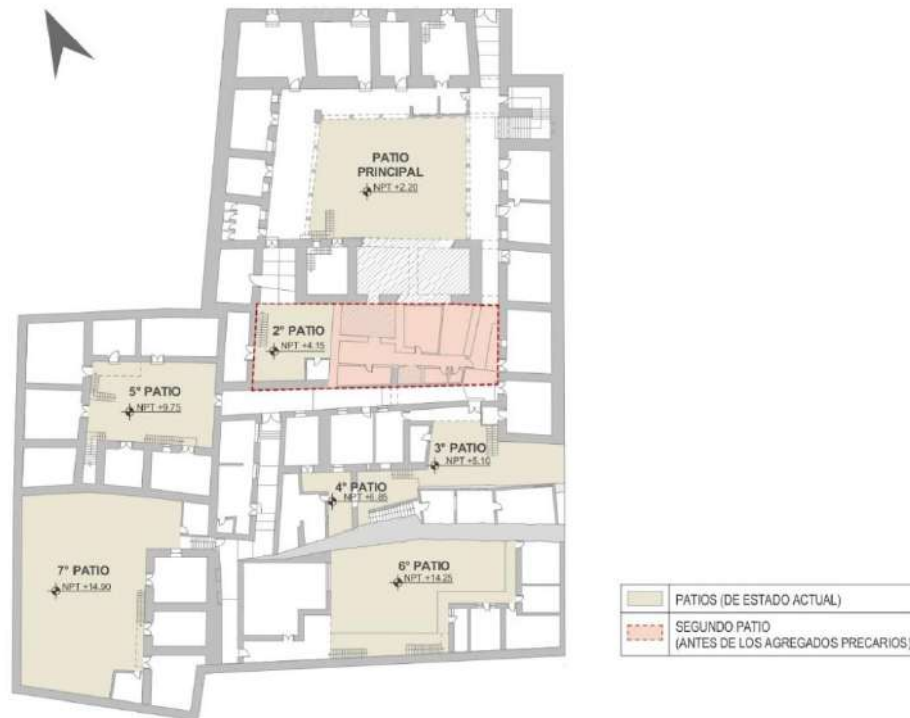 PATIO
PRINCIPAL
NPT +2.20
2° PATIO
NPT +4.15
5° PATIO
NPT +9.75
3° PATIO
NPT +5.10
4° PATIO
NPT +6.85
6° PATIO
NPT +14.25
7° PATIO
NPT +14.90
PATIOS (DE ESTADO ACTUAL)
SEGUNDO PATIO
(ANTES DE LOS AGREGADOS PRECARIOS)